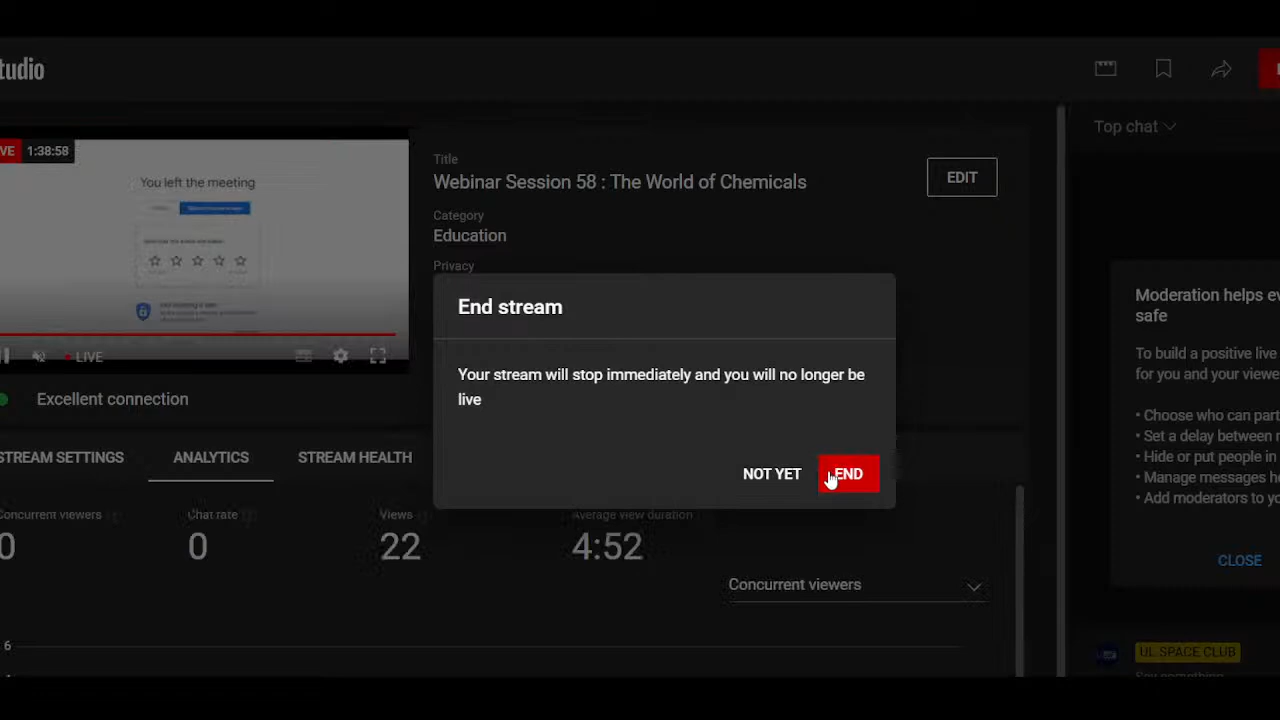 tudio
VE 1:38:58
You left the meeting
LIVE
Excellent connection
Title
Webinar Session 58 : The World of Chemicals
Category
Education
Privacy
EDIT
End stream
Your stream will stop immediately and you will no longer be
live
NOT YET
END
STREAM SETTINGS
ANALYTICS
STREAM HEALTH
Concurrent viewers
0
Chat rate
0
Views
22
Average view duration
4:52
Concurrent viewers
6
Top chat
Moderation helps ev
safe
To build a positive live
for you and your viewe
• Choose who can part
• Set a delay between
• Hide or put people in
• Manage messages he
• Add moderators to yo
CLOSE
UL SPACE CLUB
Say something